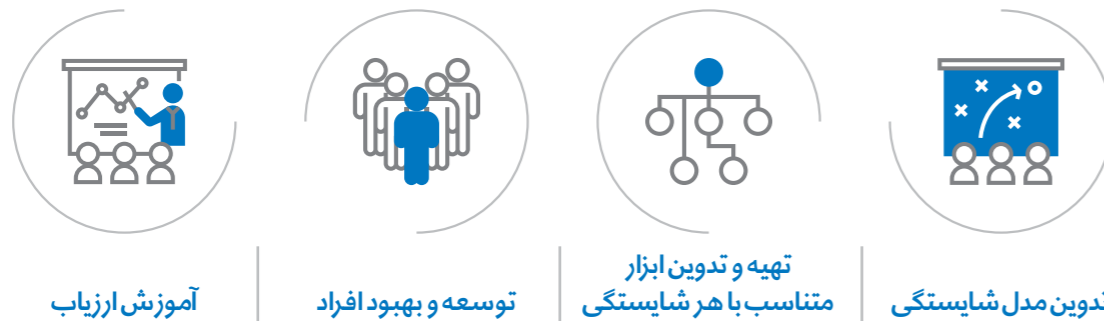 تدوین مدل شایستگی
تهیه و تدوین ابزار
متناسب با هر شایستگی
توسعه و بهبود افراد
آموزش ارزیاب